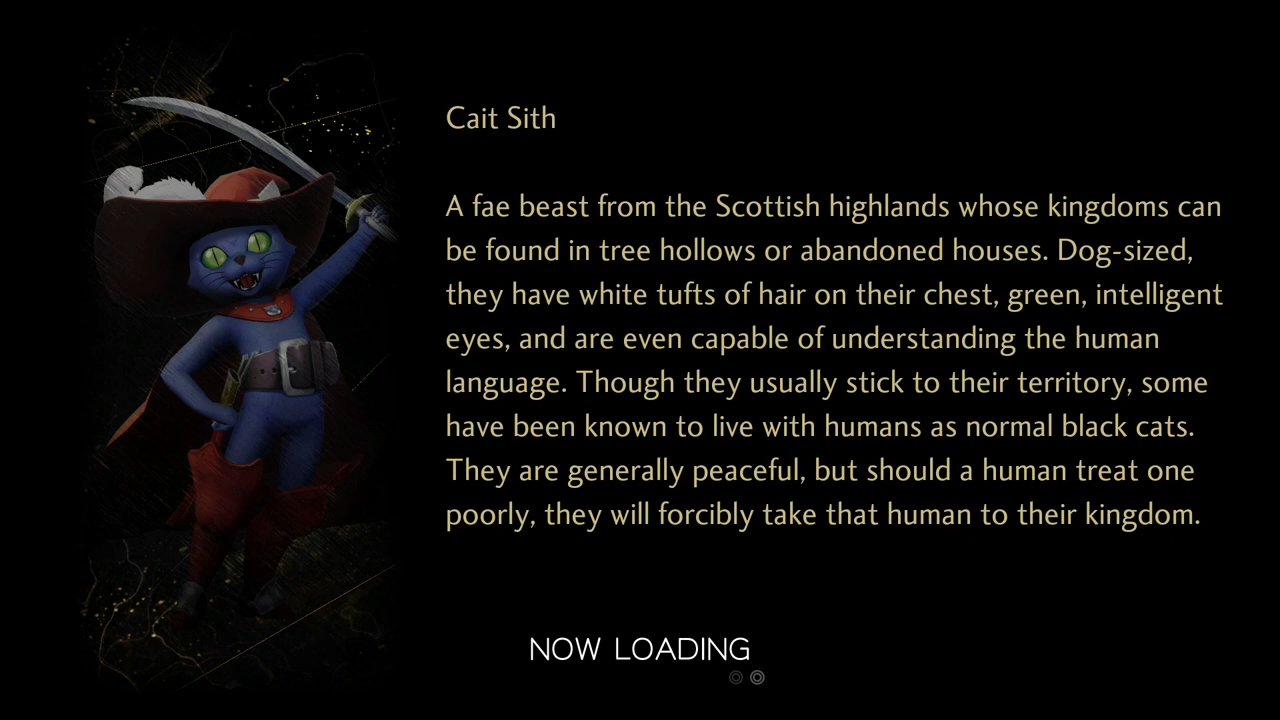 Cait Sith
A fae beast from the Scottish highlands whose kingdoms can
be found in tree hollows or abandoned houses. Dog-sized,
they have white tufts of hair on their chest, green, intelligent
eyes, and are even capable of understanding the human
language. Though they usually stick to their territory, some
have been known to live with humans as normal black cats.
They are generally peaceful, but should a human treat one
poorly, they will forcibly take that human to their kingdom.
NOW LOADING